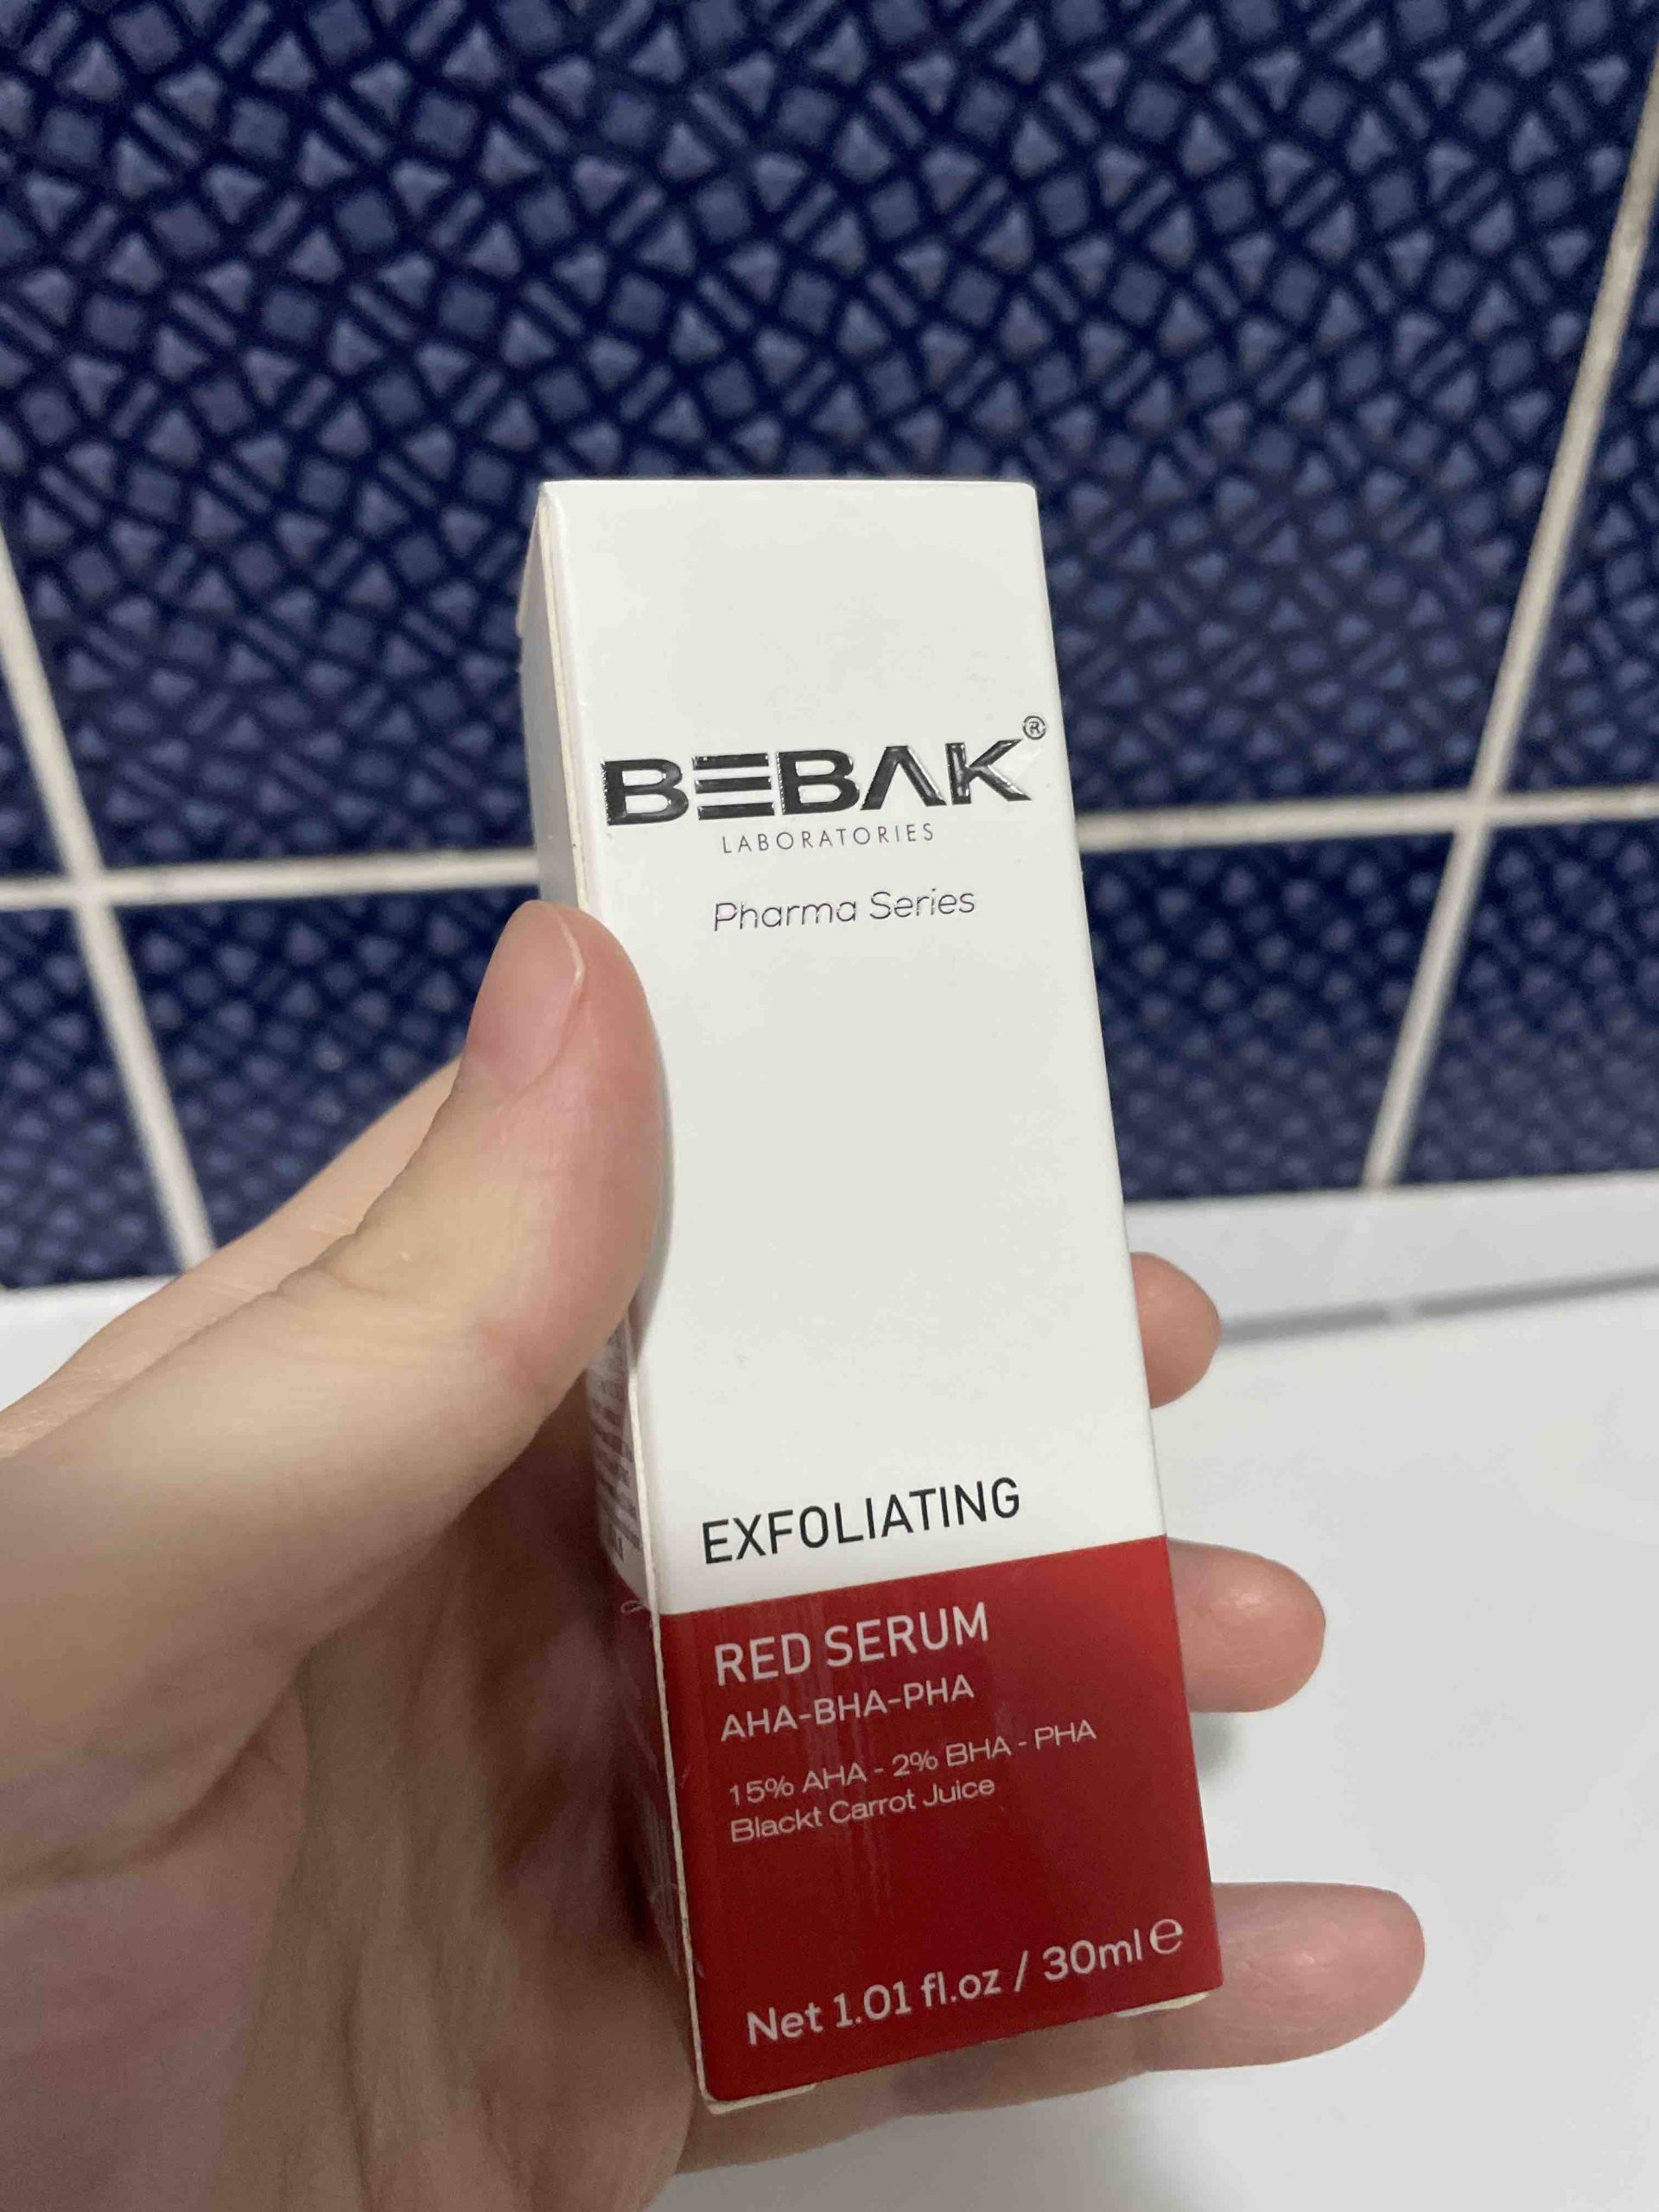 BEBAK®
LABORATORIES
Pharma Series
EXFOLIATING
RED SERUM
AHA-BHA-PHA
15% AHA - 2% BHA - PHA
Blackt Carrot Juice
Net 1.01 fl.oz / 30ml e